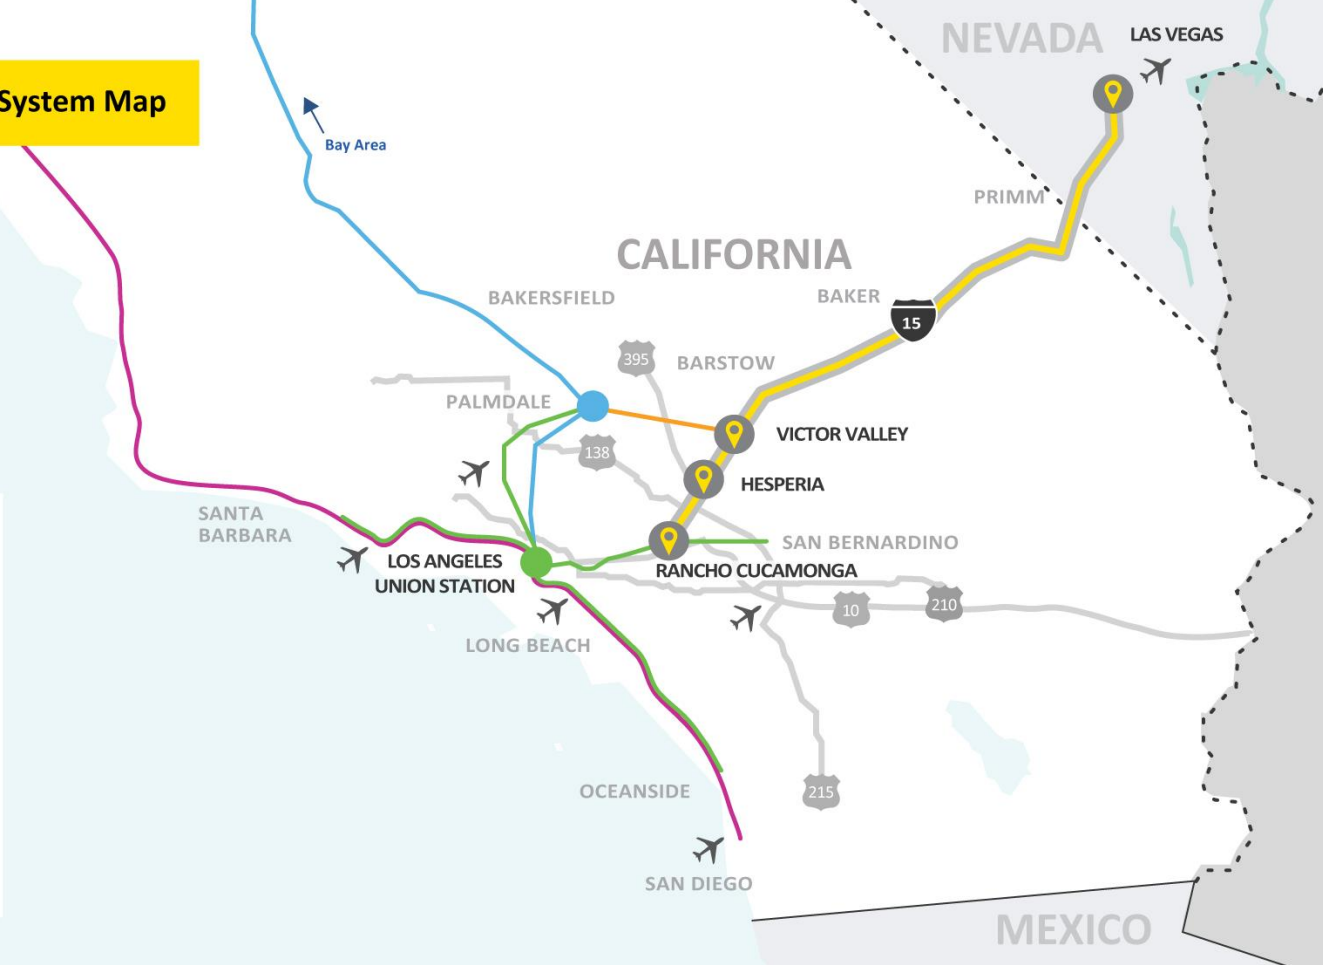 NEVADA
LAS VEGAS
System Map
Bay Area
PRIMM
CALIFORNIA
BAKERSFIELD
BAKER
15
395
BARSTOW
PALMDALE
VICTOR VALLEY
138
HESPERIA
SANTA
BARBARA
SAN BERNARDINO
LOS ANGELES
UNION STATION
RANCHO CUCAMONGA
10
210
LONG BEACH
OCEANSIDE
215
SAN DIEGO
MEXICO